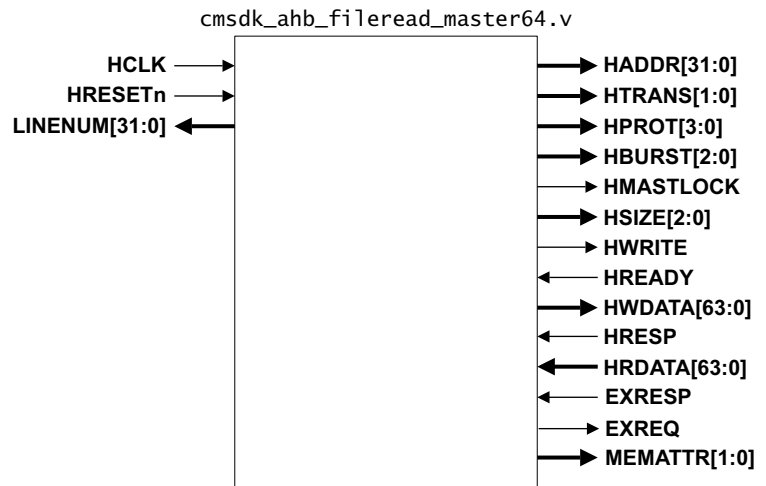 cmsdk_ahb_fileread_master64.v
HCLK
HRESETn
LINENUM[31:0]
HADDR[31:0]
HTRANS[1:0]
HPROT[3:0]
HBURST[2:0]
HMASTLOCK
HSIZE[2:0]
HWRITE
HREADY
HWDATA[63:0]
HRESP
HRDATA[63:0]
EXRESP
EXREQ
MEMATTR[1:0]